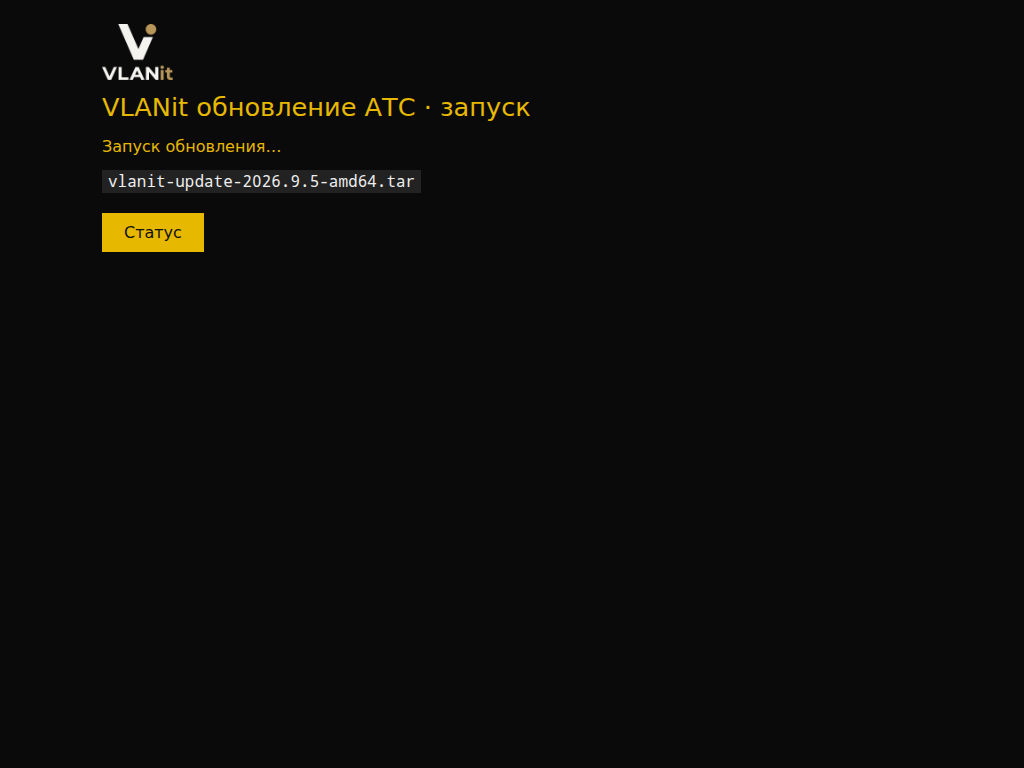 VLANit
VLANit обновление АТС · запуск
Запуск обновления…
vlanit-update-2026.9.5-amd64.tar
Статус